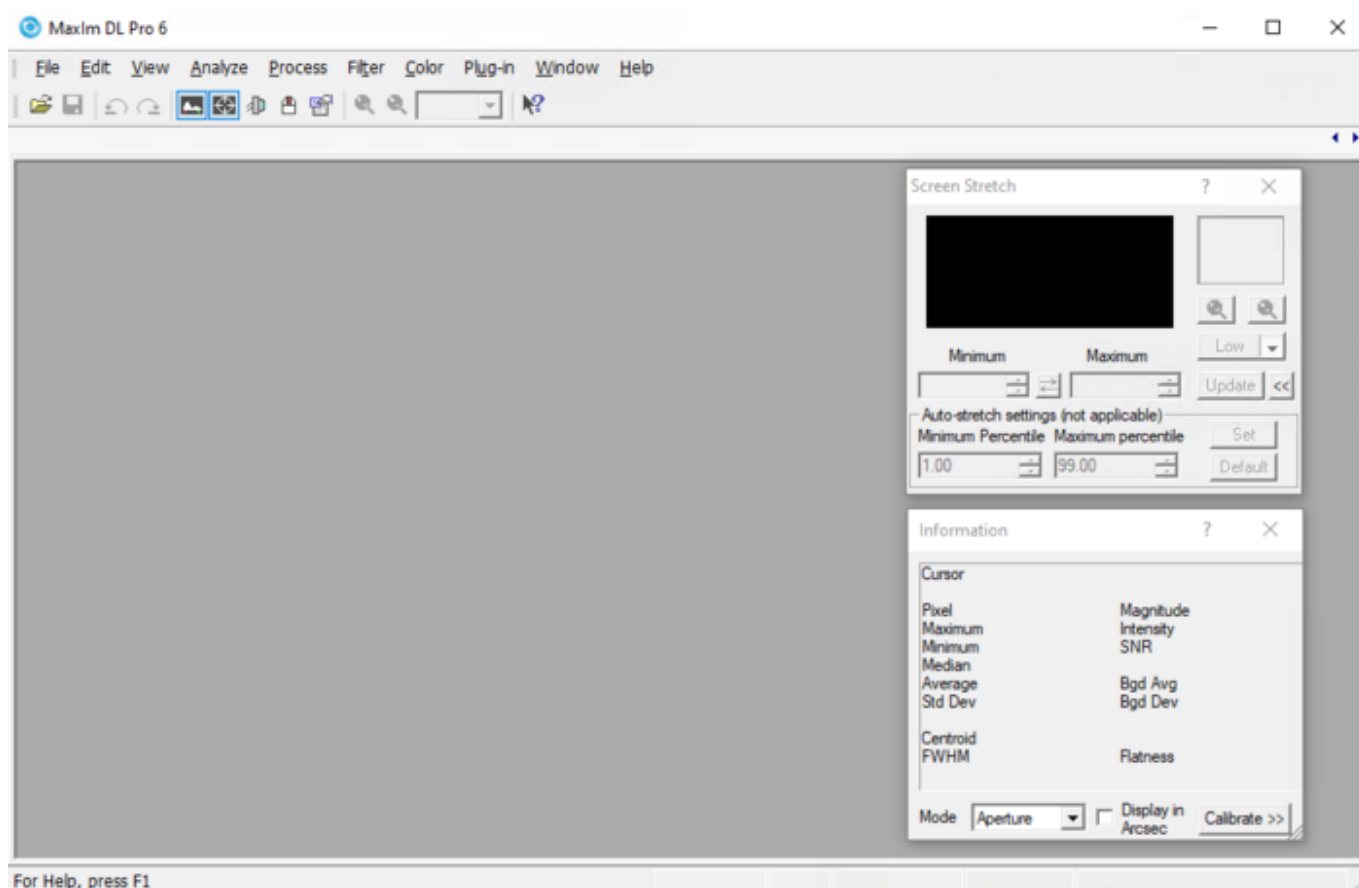 MaxIm DL Pro 6
File Edit View Analyze Process Filter Color Plug-in Window Help
Screen Stretch ?
Minimum Maximum
Low
Update <<
Auto-stretch settings (not applicable)
Minimum Percentile Maximum percentile
Set
1.00 99.00
Default
Information ?
Cursor
Pixel Magnitude
Maximum Intensity
Minimum SNR
Median
Average Bgd Avg
Std Dev Bgd Dev
Centroid
FWHM Flatness
Mode Aperture Display in Arcsec Calibrate >>
For Help, press F1